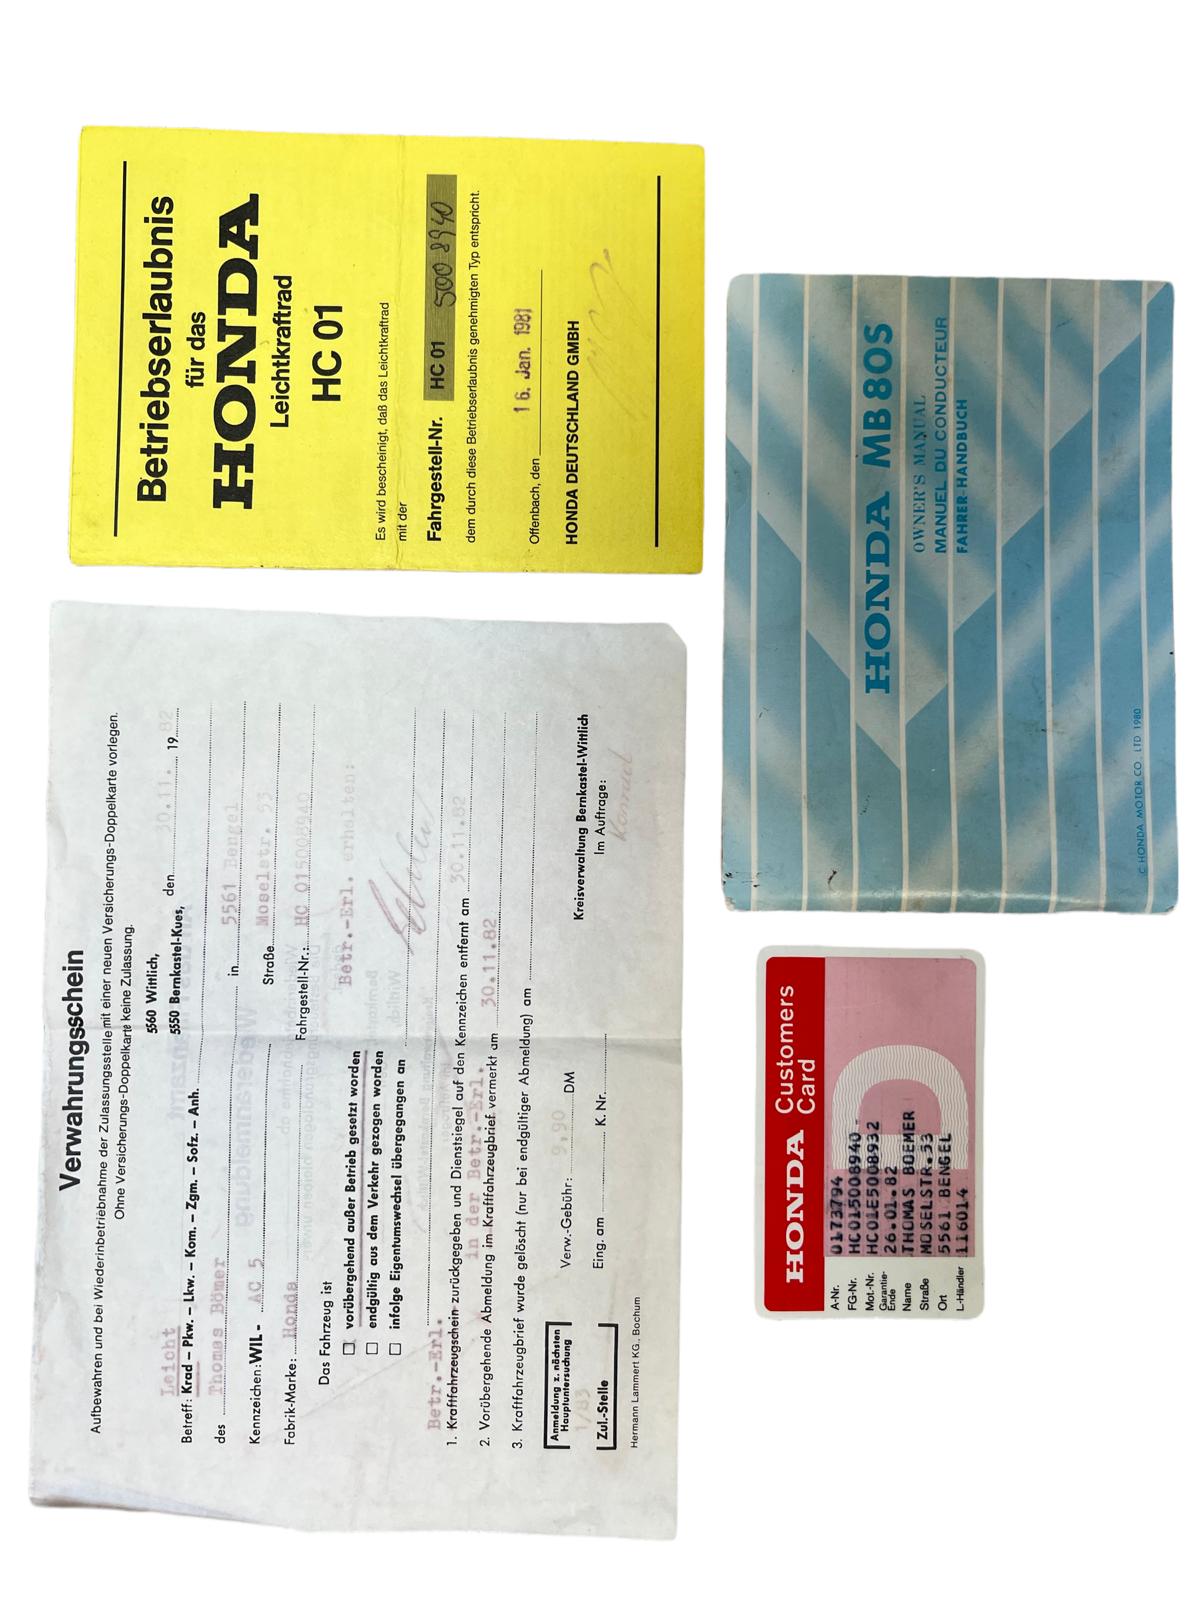 Betriebserlaubnis
für das
HONDA
Leichtkraftrad
HC 01
Es wird bescheinigt, daß das Leichtkraftrad
mit der
Fahrgestell-Nr. HC 01 500 8940
dem durch diese Betriebserlaubnis genehmigten Typ entspricht.
Offenbach, den 16. Jan. 1981
HONDA DEUTSCHLAND GMBH
Verwahrungsschein
Aufbewahren und bei Wiederinbetriebnahme der Zulassungsstelle mit einer neuen Versicherungs-Doppelkarte vorlegen.
Ohne Versicherungs-Doppelkarte keine Zulassung.
5560 Wittlich,
5550 Bernkastel-Kues, den 30.11. 19 82
Leicht
Betreff: Krad – Pkw. – Lkw. – Kom. – Zgm. – Sofz. – Anh.
des Thomas Bömer in 5561 Bengel
Kennzeichen: WIL - AC 5 Straße Moselstr. 53
Fabrik-Marke: Honda Fahrgestell-Nr.: HC 015008940
Das Fahrzeug ist Betr.-Erl. erhalten:
vorübergehend außer Betrieb gesetzt worden
endgültig aus dem Verkehr gezogen worden
infolge Eigentumswechsel übergegangen an
Betr.-Erl.
1. Kraftfahrzeugschein zurückgegeben und Dienstsiegel auf den Kennzeichen entfernt am 30.11.82
in der Betr.-Erl.
2. Vorübergehende Abmeldung im Kraftfahrzeugbrief vermerkt am 30.11.82
3. Kraftfahrzeugbrief wurde gelöscht (nur bei endgültiger Abmeldung) am
Anmeldung z. nächsten
Hauptuntersuchung
1/83
Zul.-Stelle
Verw.-Gebühr: 9,90 DM
Eing. am K. Nr.
Kreisverwaltung Bernkastel-Wittlich
Im Auftrage:
Hermann Lammert KG., Bochum
HONDA MB80S
OWNER'S MANUAL
MANUEL DU CONDUCTEUR
FAHRER-HANDBUCH
© HONDA MOTOR CO., LTD 1980
HONDA Customers
Card
A-Nr. 0173794
FG-Nr. HC015008940
Mot.-Nr. HC01E5008932
Garantie-
Ende 26.01.82
Name THOMAS BOEMER
Straße MOSELSTR.53
Ort 5561 BENGEL
L-Händler 116014